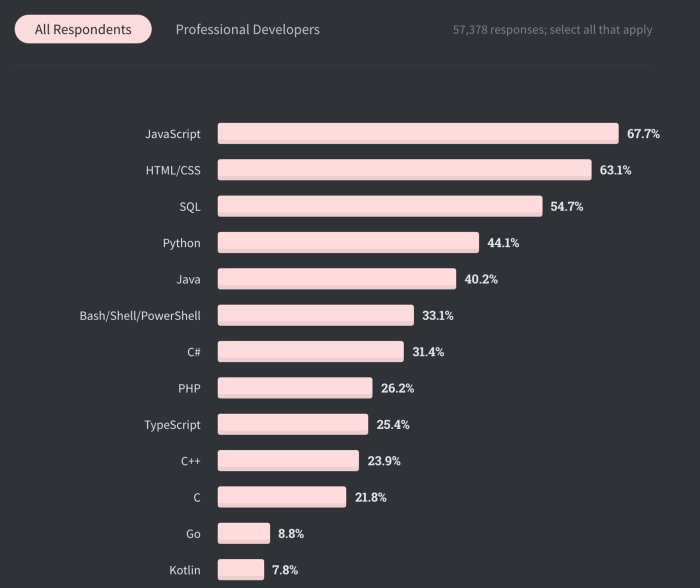 All Respondents Professional Developers 57,378 responses; select all that apply
JavaScript 67.7%
HTML/CSS 63.1%
SQL 54.7%
Python 44.1%
Java 40.2%
Bash/Shell/PowerShell 33.1%
C# 31.4%
PHP 26.2%
TypeScript 25.4%
C++ 23.9%
C 21.8%
Go 8.8%
Kotlin 7.8%